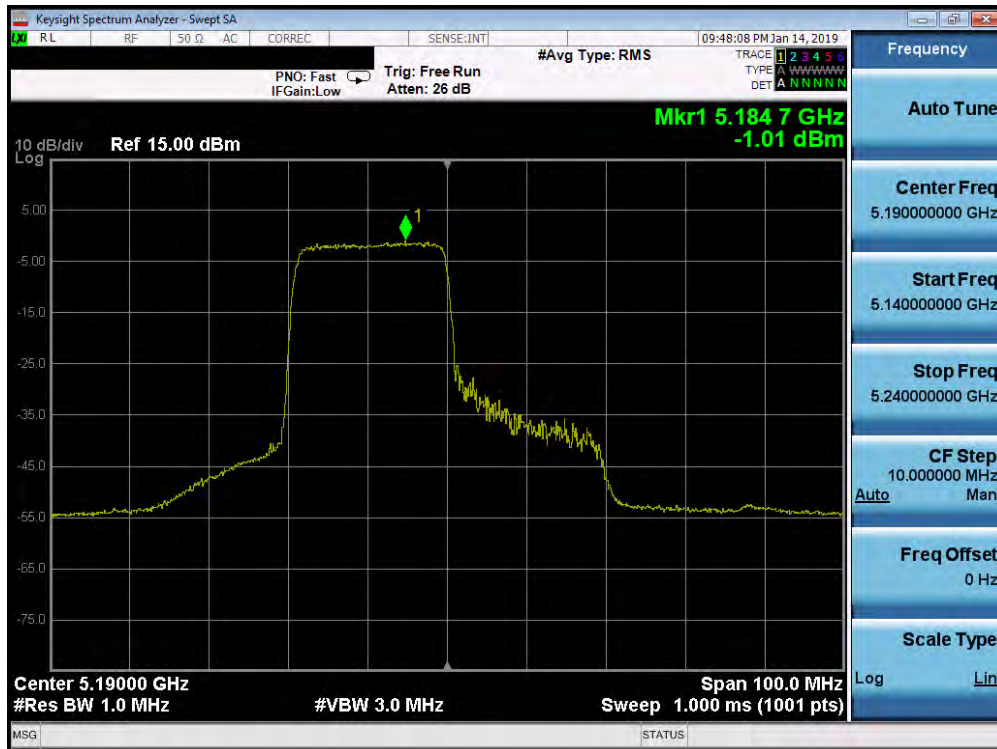 Keysight Spectrum Analyzer - Swept SA
LXI RL RF 50 Ω AC CORREC SENSE:INT 09:48:08 PM Jan 14, 2019
#Avg Type: RMS TRACE 1 2 3 4 5 6
PNO: Fast Trig: Free Run TYPE A WWWWWW
IFGain:Low Atten: 26 dB DET A N N N N N
Mkr1 5.184 7 GHz
-1.01 dBm
10 dB/div Ref 15.00 dBm
Log
1
5.00
-5.00
-15.0
-25.0
-35.0
-45.0
-55.0
-65.0
-75.0
Center 5.19000 GHz Span 100.0 MHz
#Res BW 1.0 MHz #VBW 3.0 MHz Sweep 1.000 ms (1001 pts)
MSG STATUS
Frequency
Auto Tune
Center Freq
5.190000000 GHz
Start Freq
5.140000000 GHz
Stop Freq
5.240000000 GHz
CF Step
10.000000 MHz
Auto Man
Freq Offset
0 Hz
Scale Type
Log Lin